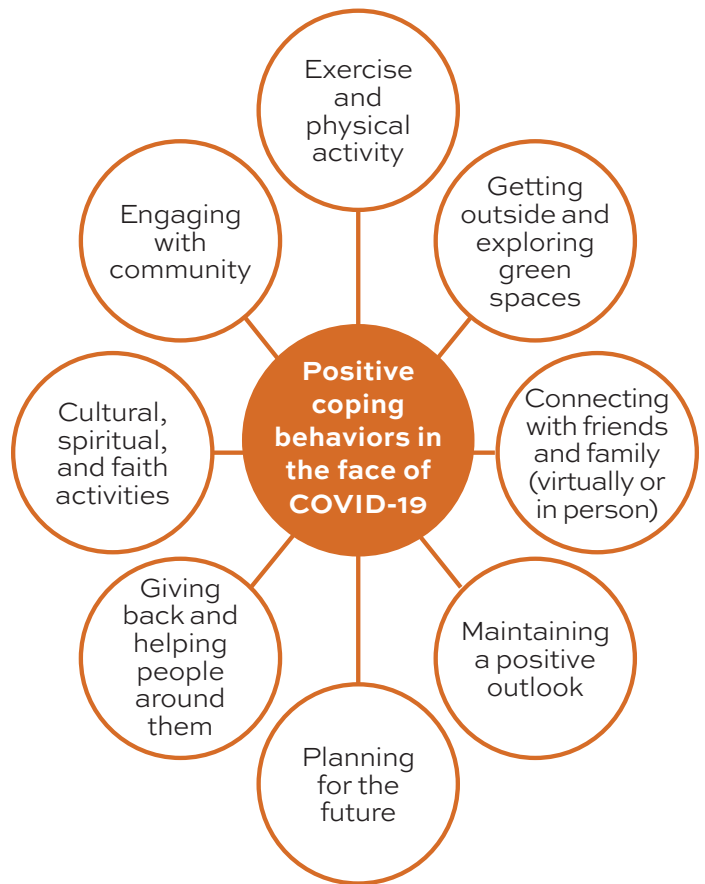 Exercise
and
physical
activity
Getting
outside and
exploring
green
spaces
Connecting
with friends
and family
(virtually or
in person)
Maintaining
a positive
outlook
Planning
for the
future
Giving
back and
helping
people
around
them
Cultural,
spiritual,
and faith
activities
Engaging
with
community
Positive
coping
behaviors in
the face of
COVID-19